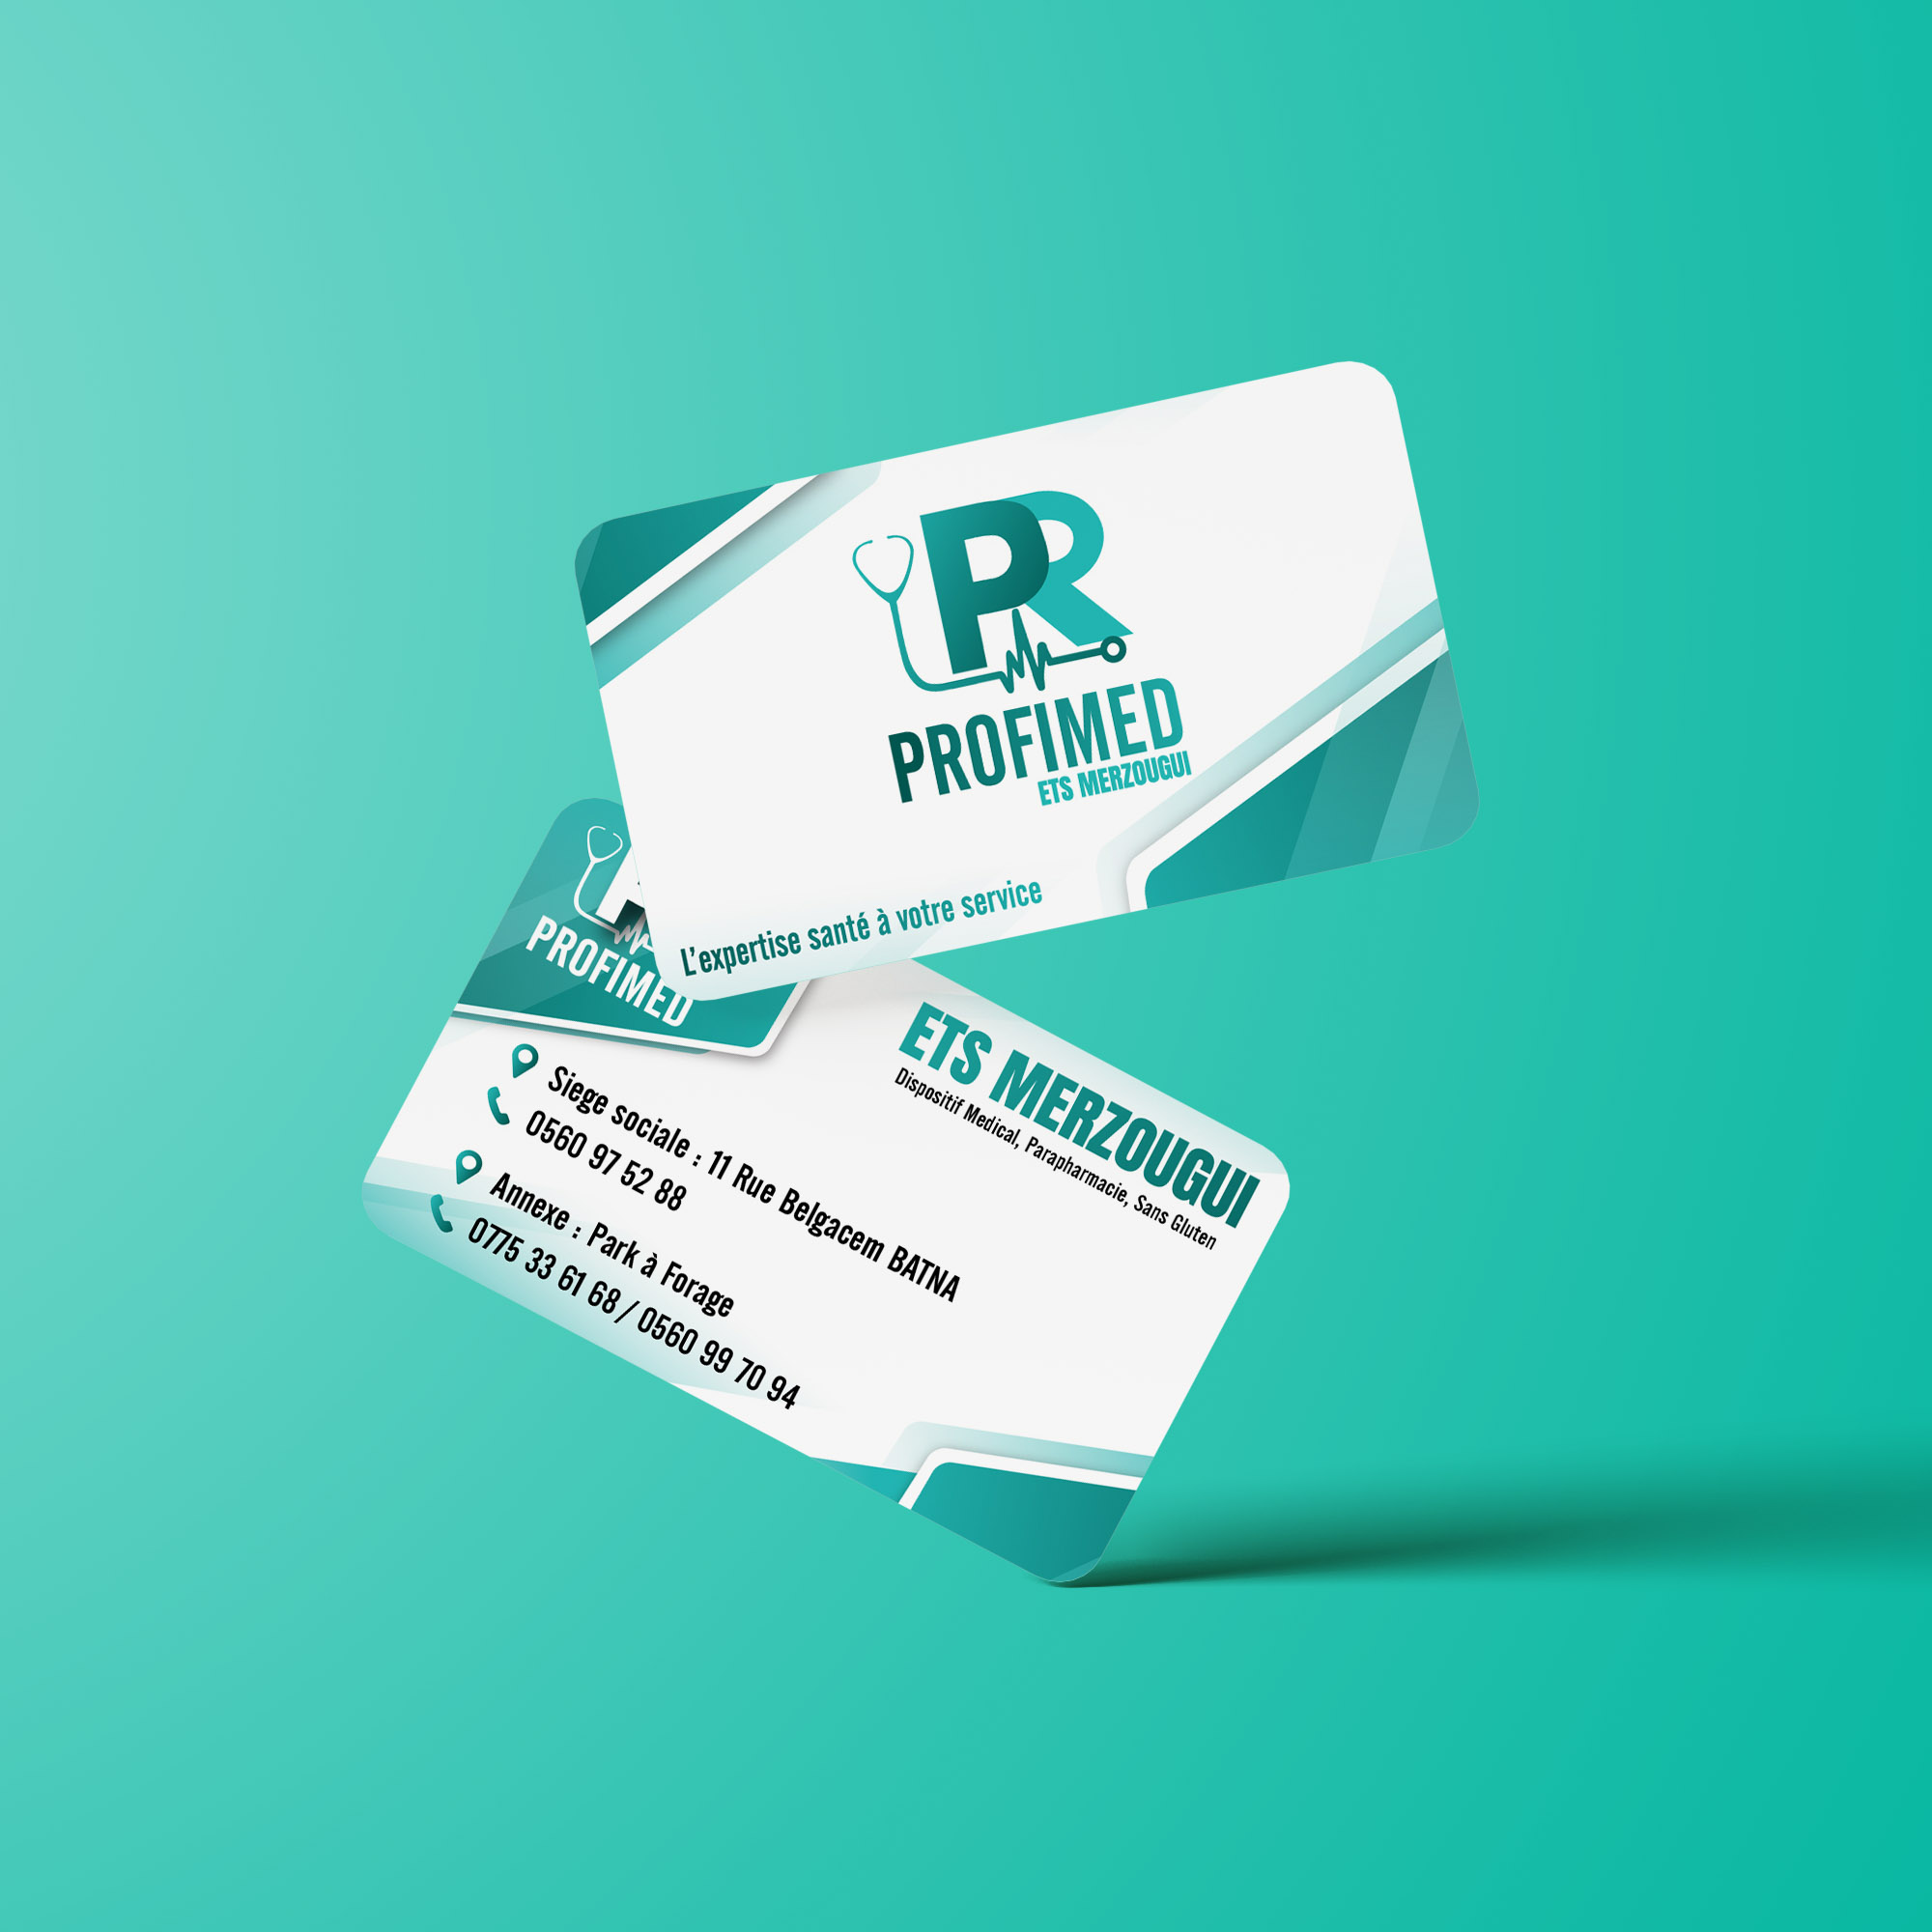 PR
PROFIMED
ETS MERZOUGUI
L'expertise santé à votre service
PROFIMED
ETS MERZOUGUI
Dispositif Medical, Parapharmacie, Sans Gluten
Siege sociale : 11 Rue Belgacem BATNA
0560 97 52 88
Annexe : Park à Forage
0775 33 61 68 / 0560 99 70 94